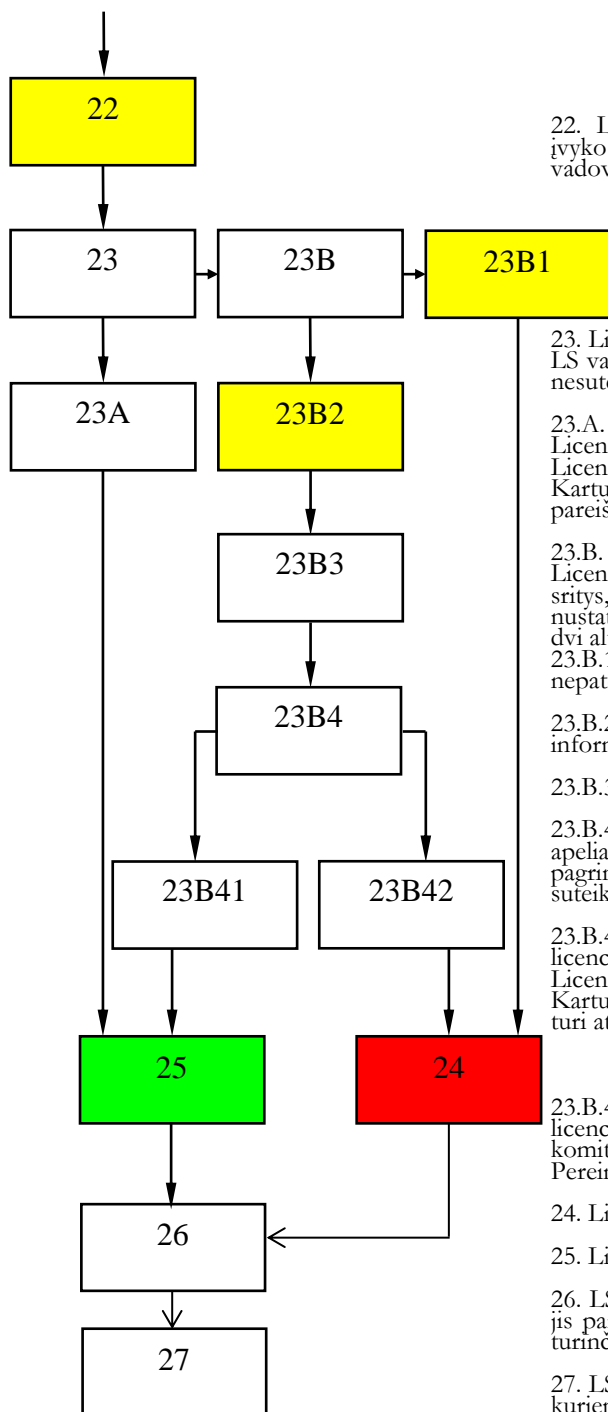 22
23
23B
23B1
23A
23B2
23B3
23B4
23B41
23B42
25
24
26
27
22. L
įvyko
vadov
23. Li
LS va
nesute
23.A.
Licen
Licen
Kartu
pareiš
23.B.
Licen
sritys,
nustat
dvi al
23.B.1
nepat
23.B.2
inform
23.B.3
23.B.4
apelia
pagrin
suteik
23.B.4
licenc
Licen
Kartu
turi at
23.B.4
licenc
komit
Perein
24. Li
25. Li
26. LS
jis pa
turinč
27. LS
kurien